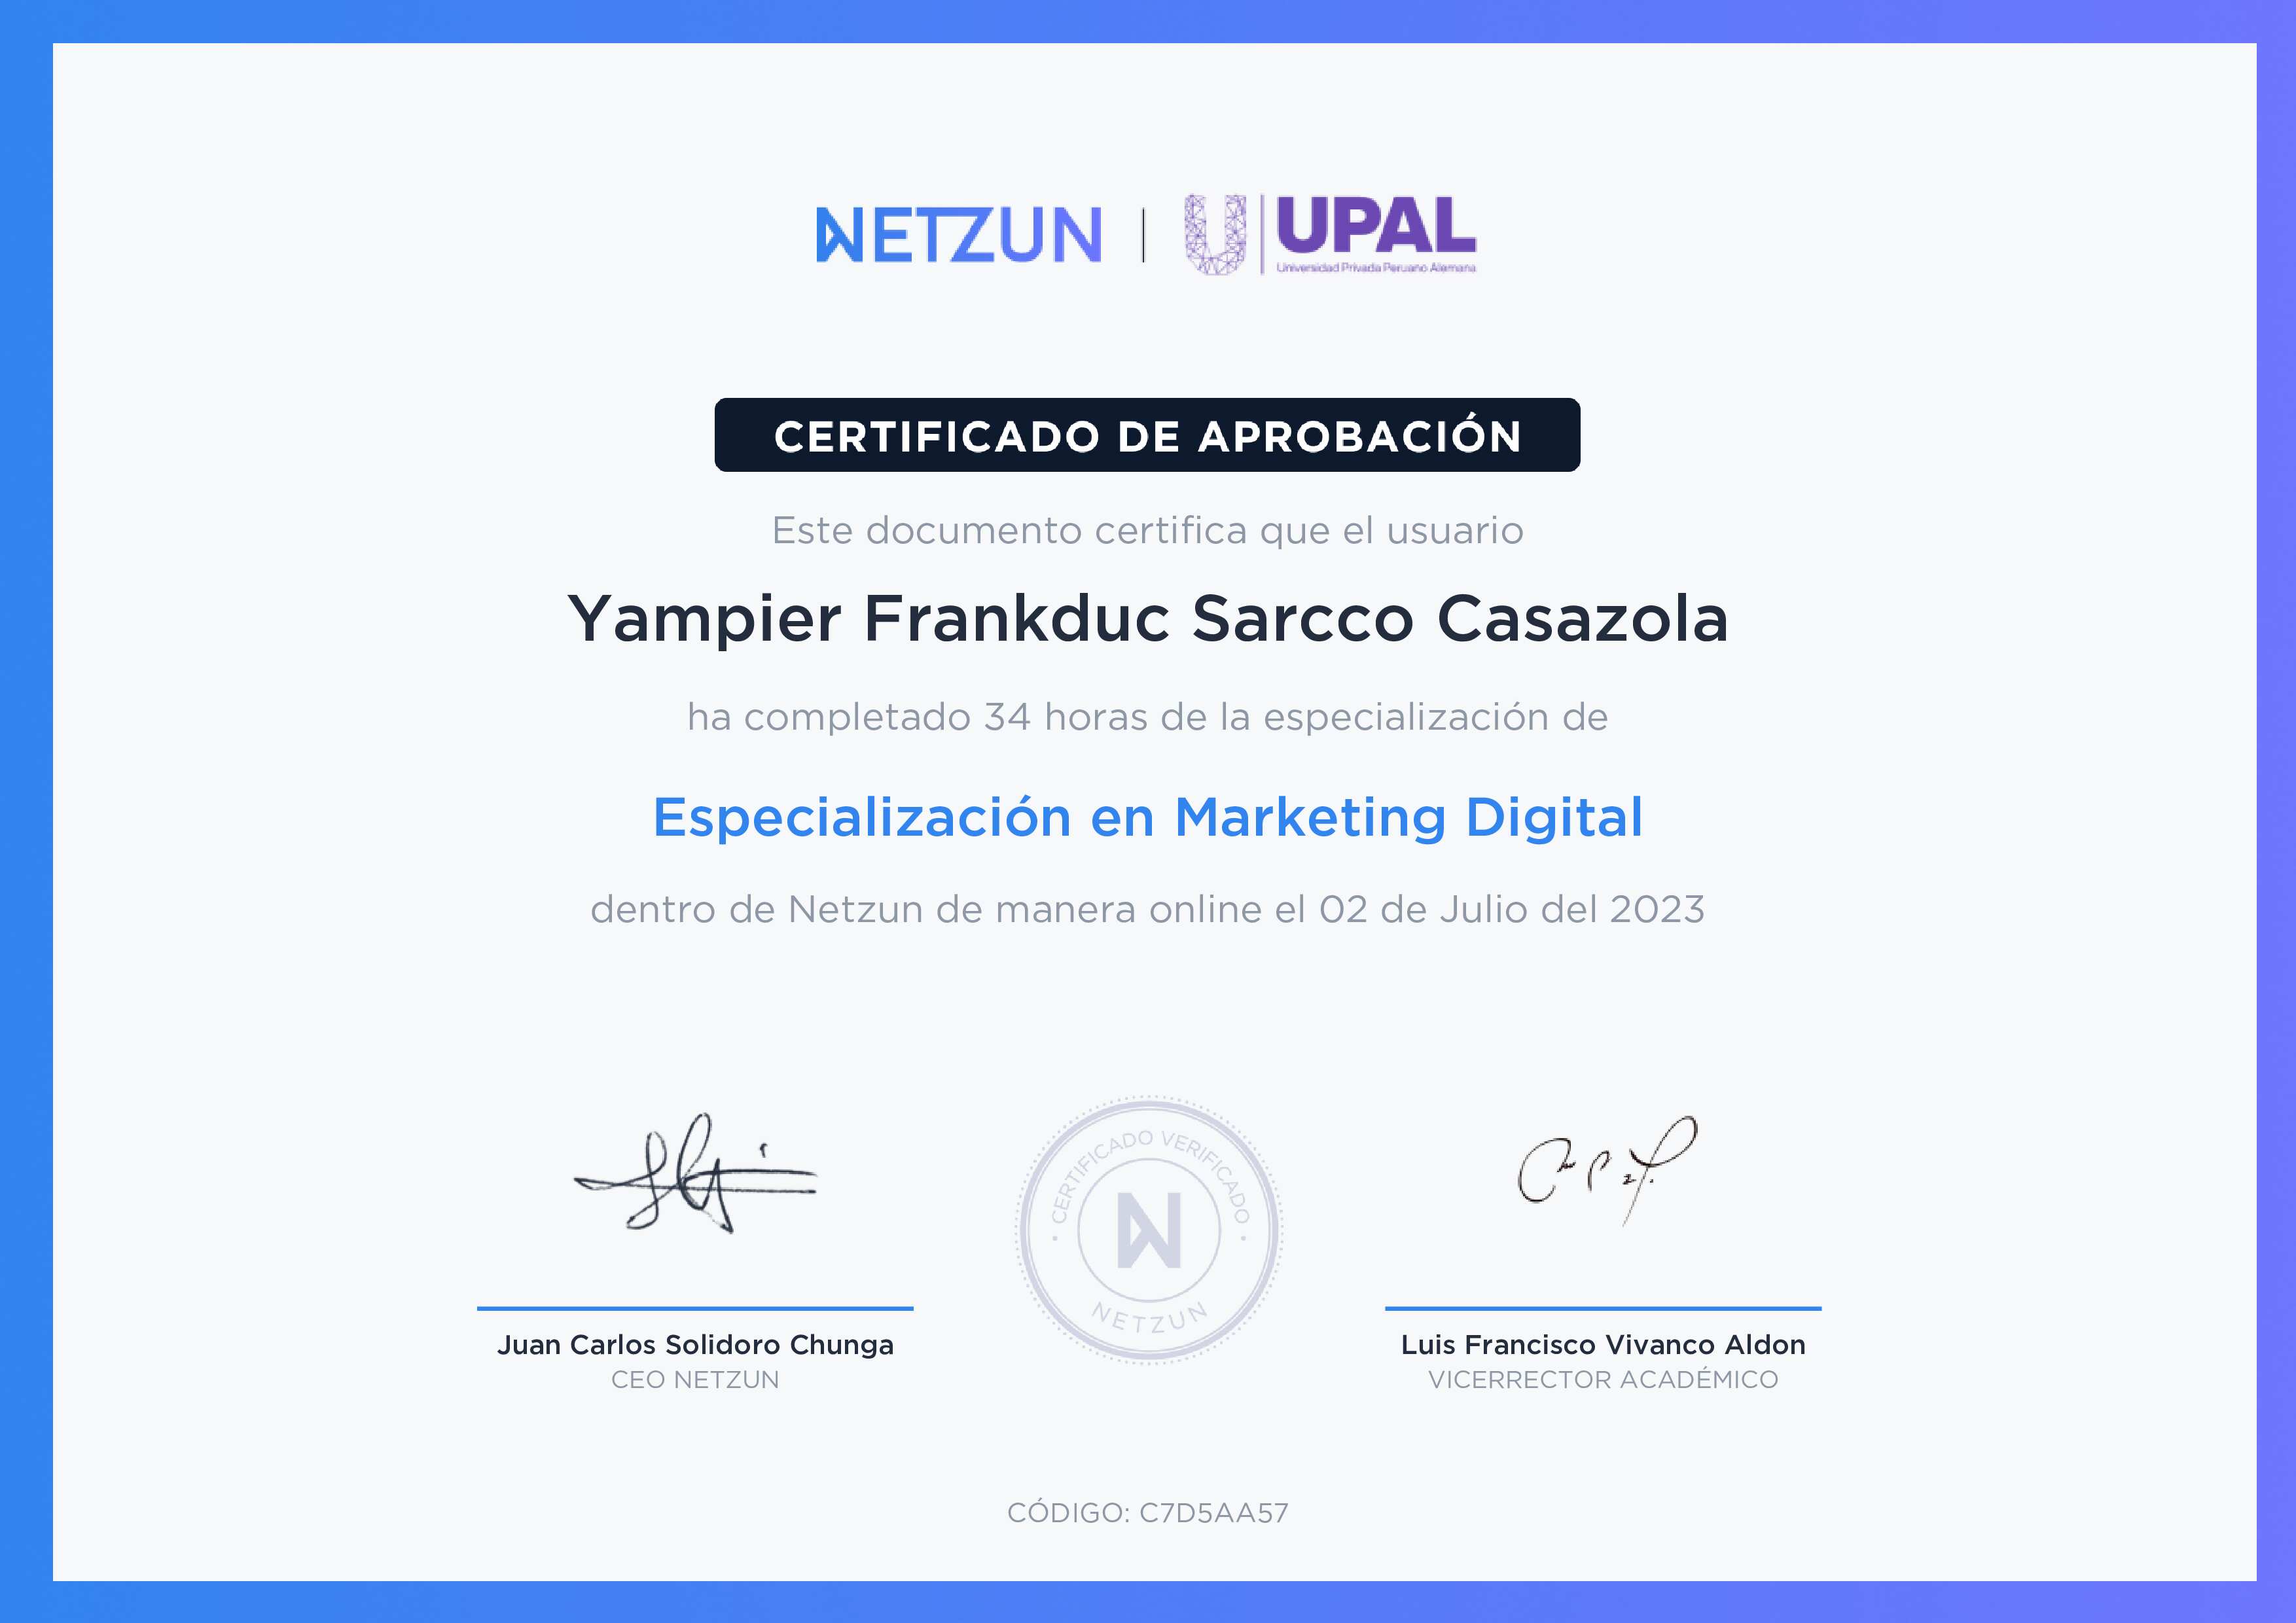 NETZUN
UPAL
Universidad Privada Peruano Alemana
CERTIFICADO DE APROBACIÓN
Este documento certifica que el usuario
Yampier Frankduc Sarcco Casazola
ha completado 34 horas de la especialización de
Especialización en Marketing Digital
dentro de Netzun de manera online el 02 de Julio del 2023
CERTIFICADO VERIFICADO
NETZUN
Juan Carlos Solidoro Chunga
CEO NETZUN
Luis Francisco Vivanco Aldon
VICERRECTOR ACADÉMICO
CÓDIGO: C7D5AA57